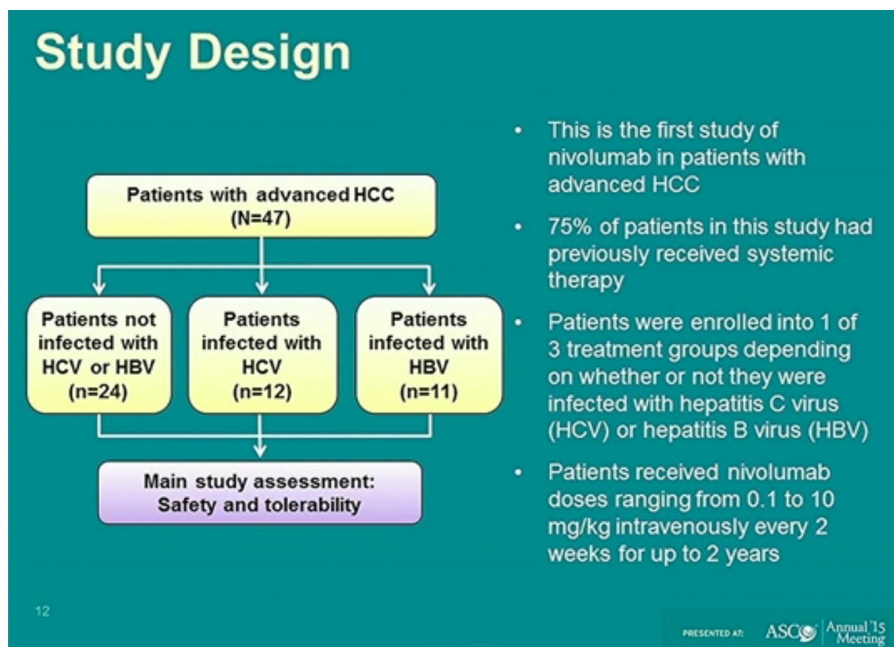 Study Design
Patients with advanced HCC
(N=47)
Patients not
infected with
HCV or HBV
(n=24)
Patients
infected with
HCV
(n=12)
Patients
infected with
HBV
(n=11)
Main study assessment:
Safety and tolerability
• This is the first study of
nivolumab in patients with
advanced HCC
• 75% of patients in this study had
previously received systemic
therapy
• Patients were enrolled into 1 of
3 treatment groups depending
on whether or not they were
infected with hepatitis C virus
(HCV) or hepatitis B virus (HBV)
• Patients received nivolumab
doses ranging from 0.1 to 10
mg/kg intravenously every 2
weeks for up to 2 years
12
PRESENTED AT:
ASCO
Annual '15
Meeting